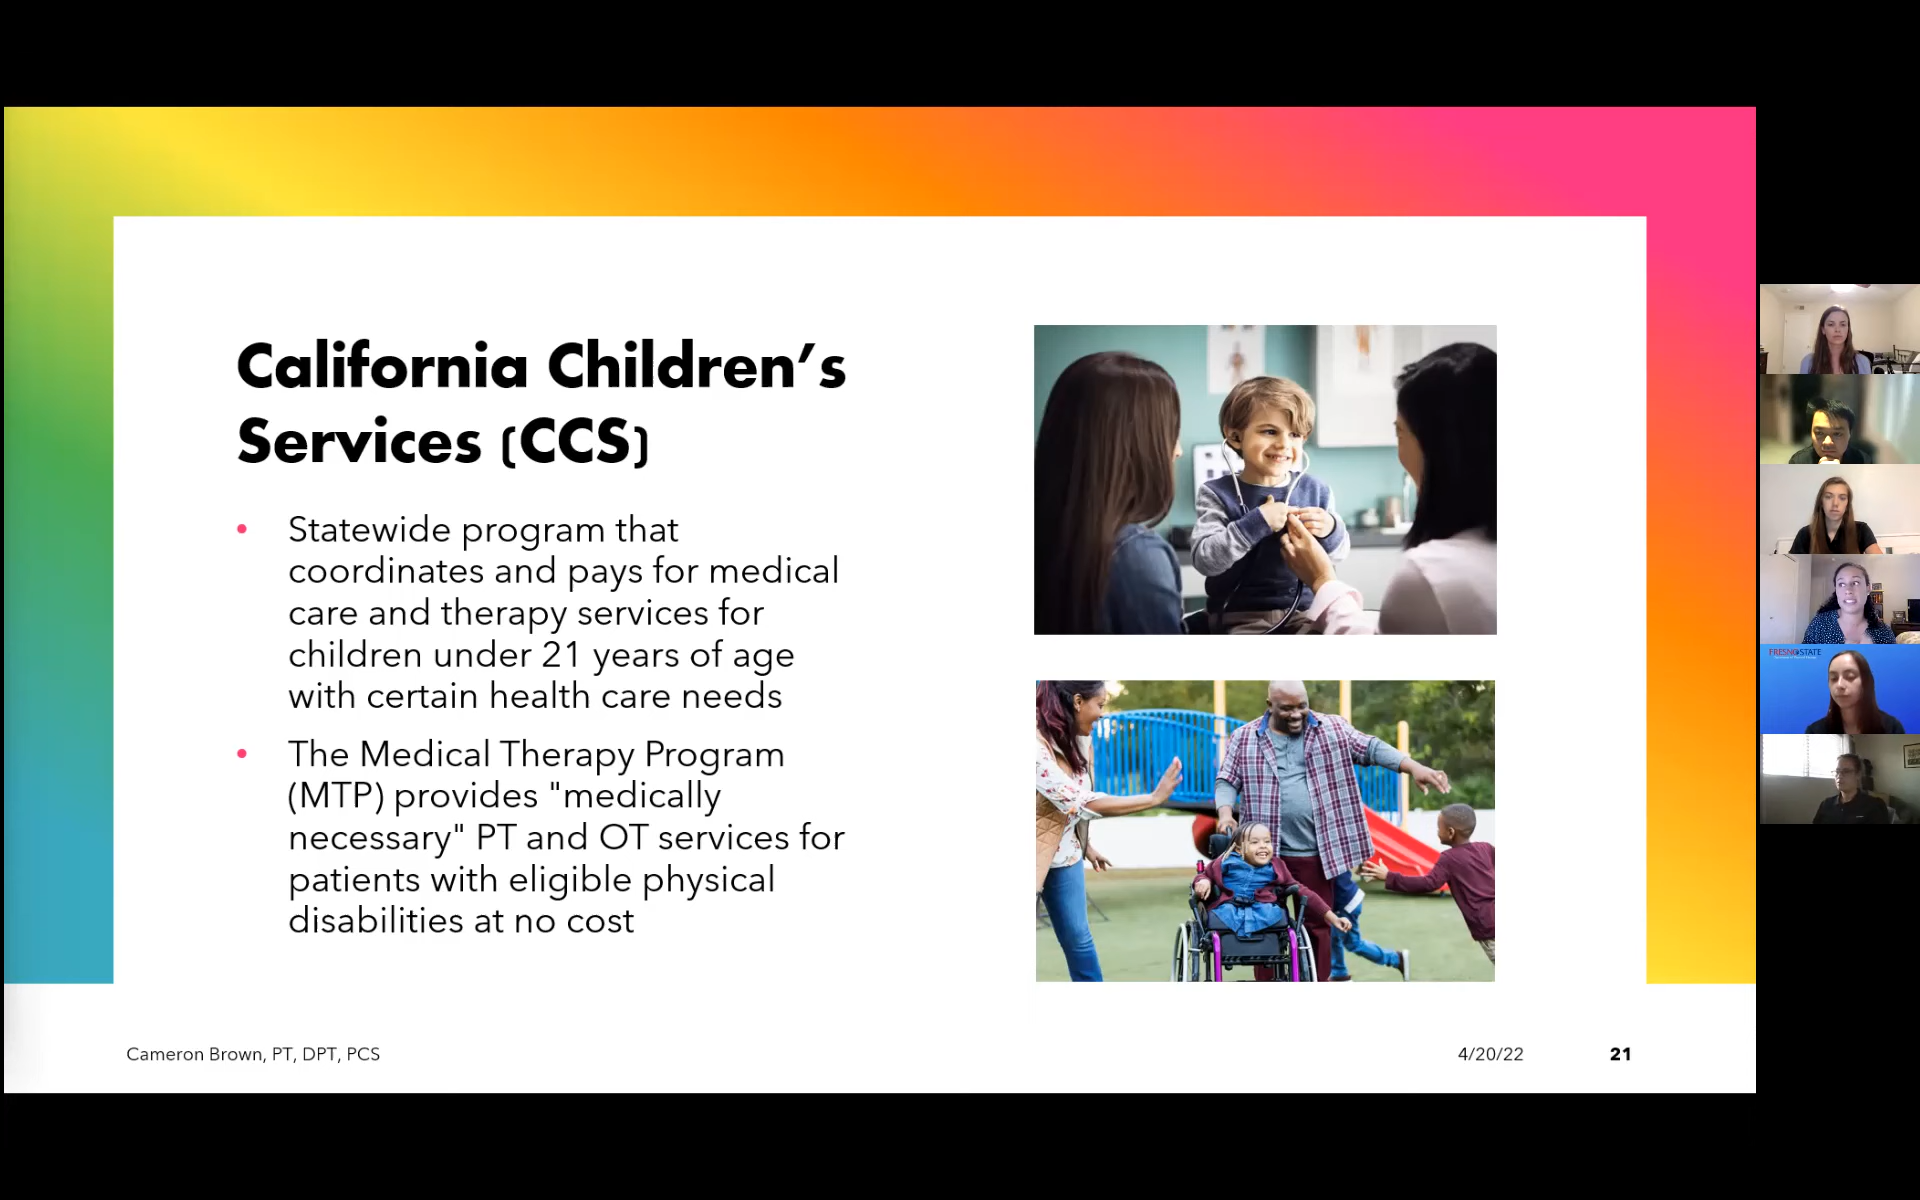 California Children’s
Services (CCS)
• Statewide program that
coordinates and pays for medical
care and therapy services for
children under 21 years of age
with certain health care needs
• The Medical Therapy Program
(MTP) provides "medically
necessary" PT and OT services for
patients with eligible physical
disabilities at no cost
Cameron Brown, PT, DPT, PCS
4/20/22
21
FRESNO STATE